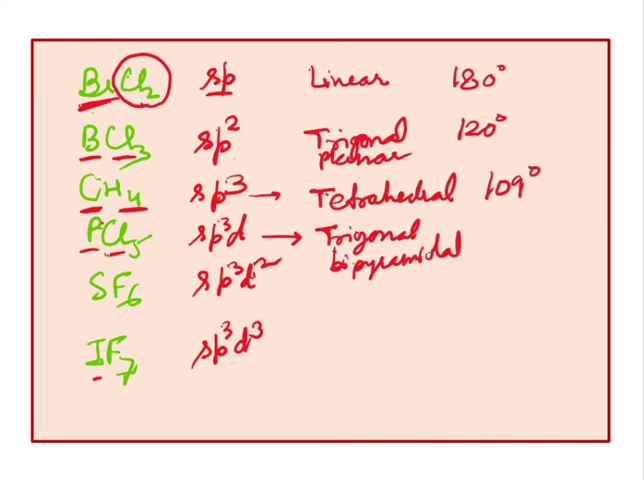 BeCl₂ sp Linear 180°
BCl₃ sp² Trigonal planar 120°
CH₄ sp³ → Tetrahedral 109°
PCl₅ sp³d → Trigonal bipyramidal
SF₆ sp³d²
IF₇ sp³d³